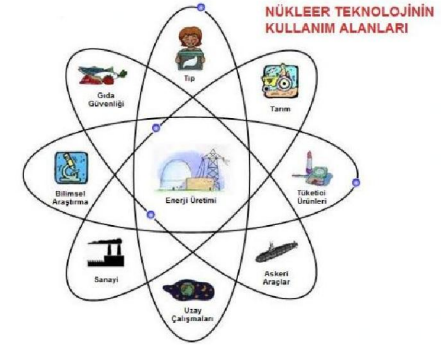 NÜKLEER TEKNOLOJİNİN
KULLANIM ALANLARI
Tıp
Gıda
Güvenliği
Tarım
Bilimsel
Araştırma
Enerji Üretimi
Tüketici
Ürünleri
Sanayi
Askeri
Araçlar
Uzay
Çalışmaları